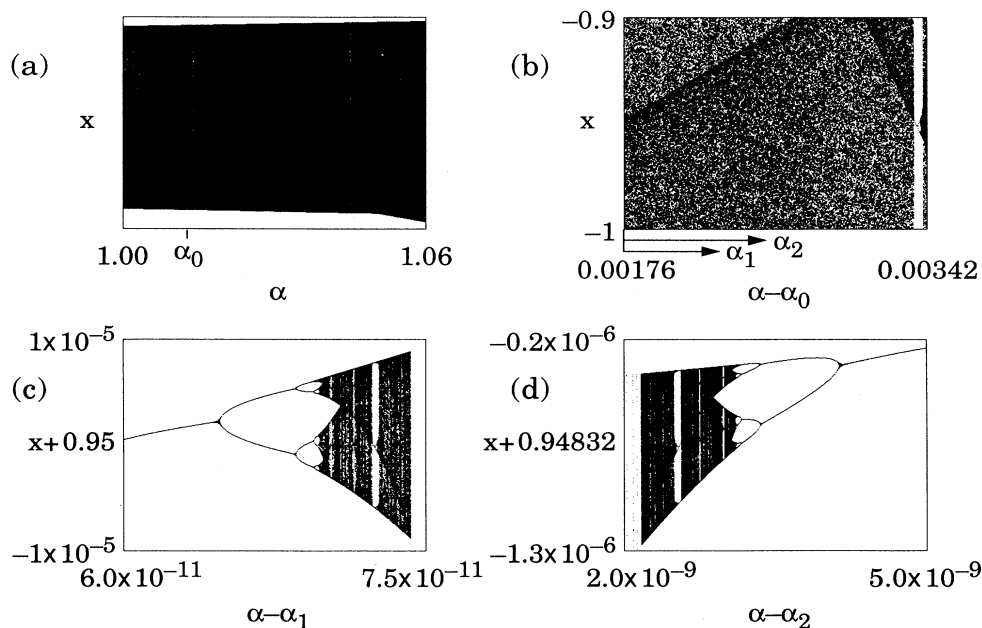 (a)
x
1.00
α₀
1.06
α
(b)
−0.9
x
−1
α₂
α₁
0.00176
0.00342
α−α₀
(c)
1x10⁻⁵
x+0.95
−1x10⁻⁵
6.0x10⁻¹¹
7.5x10⁻¹¹
α−α₁
(d)
−0.2x10⁻⁶
x+0.94832
−1.3x10⁻⁶
2.0x10⁻⁹
5.0x10⁻⁹
α−α₂